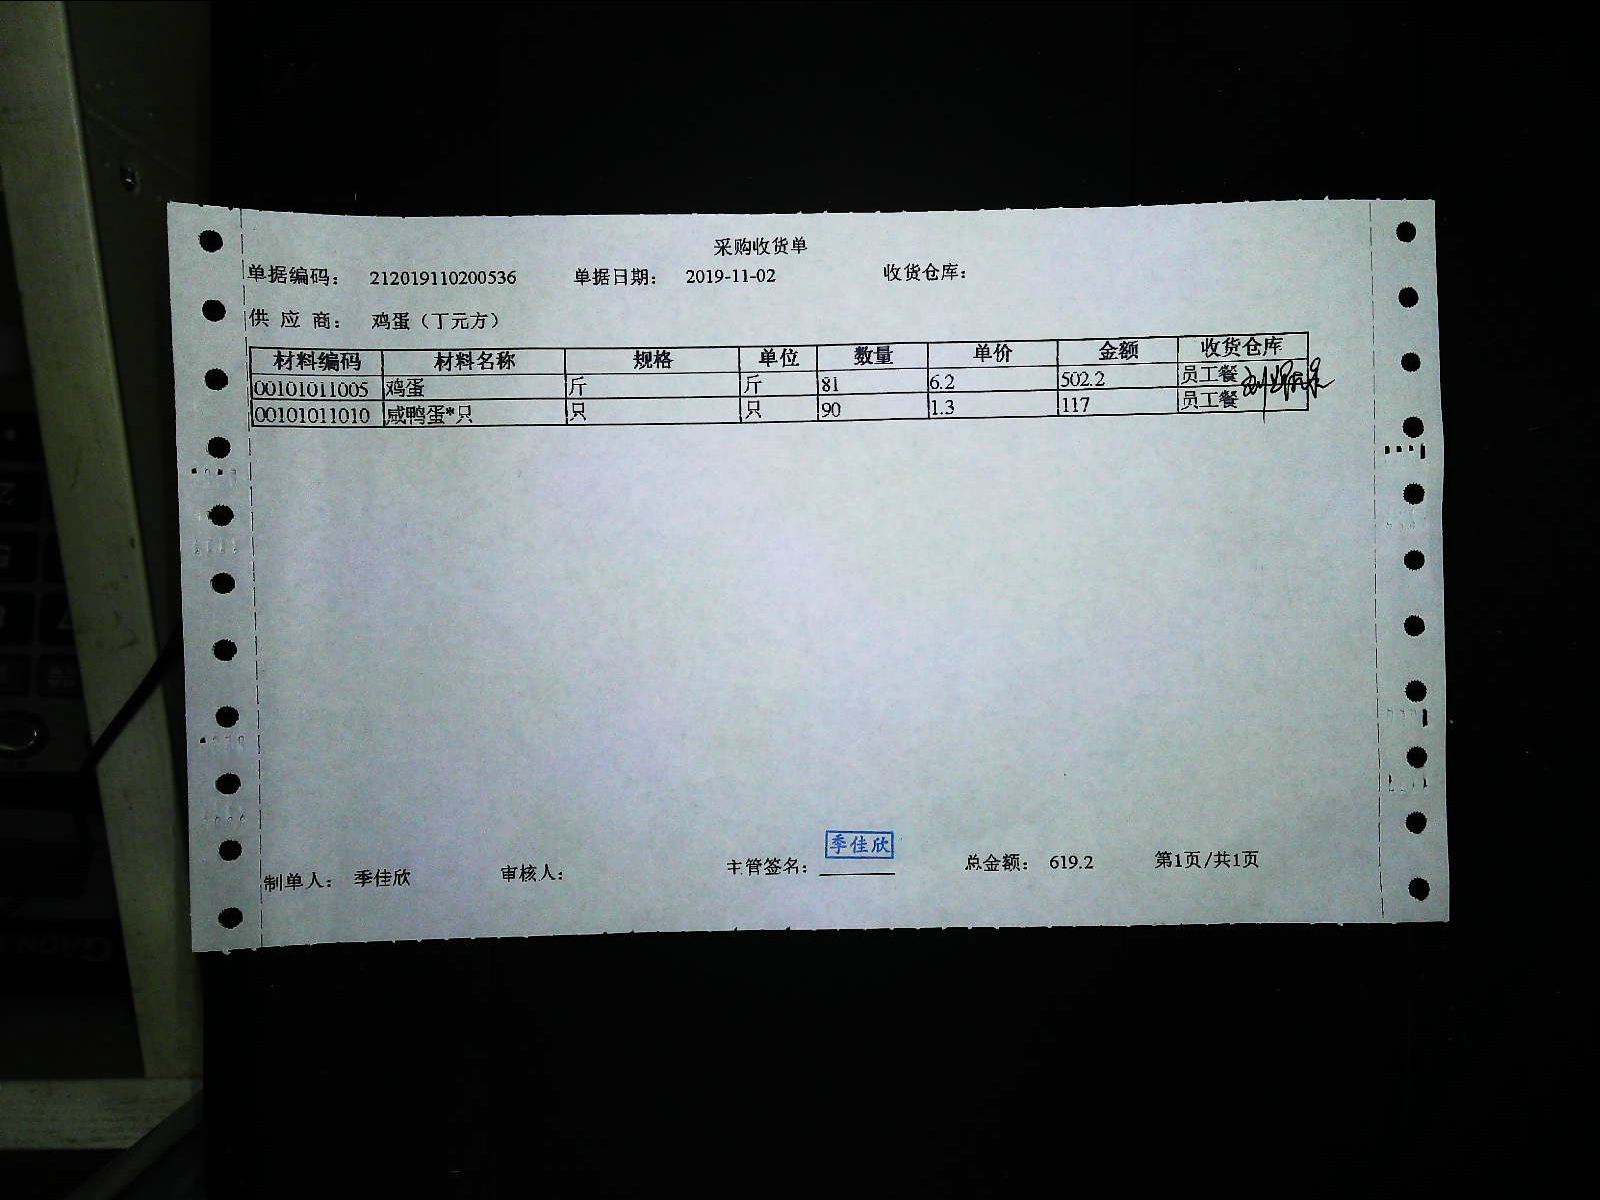 采购收货单
单据编码： 212019110200536 单据日期： 2019-11-02 收货仓库：
供 应 商： 鸡蛋（丁元方）
材料编码 材料名称 规格 单位 数量 单价 金额 收货仓库
00101011005 鸡蛋 斤 斤 81 6.2 502.2 员工餐
00101011010 咸鸭蛋*只 只 只 90 1.3 117 员工餐
季佳欣
制单人： 季佳欣 审核人： 主管签名： 总金额： 619.2 第1页/共1页